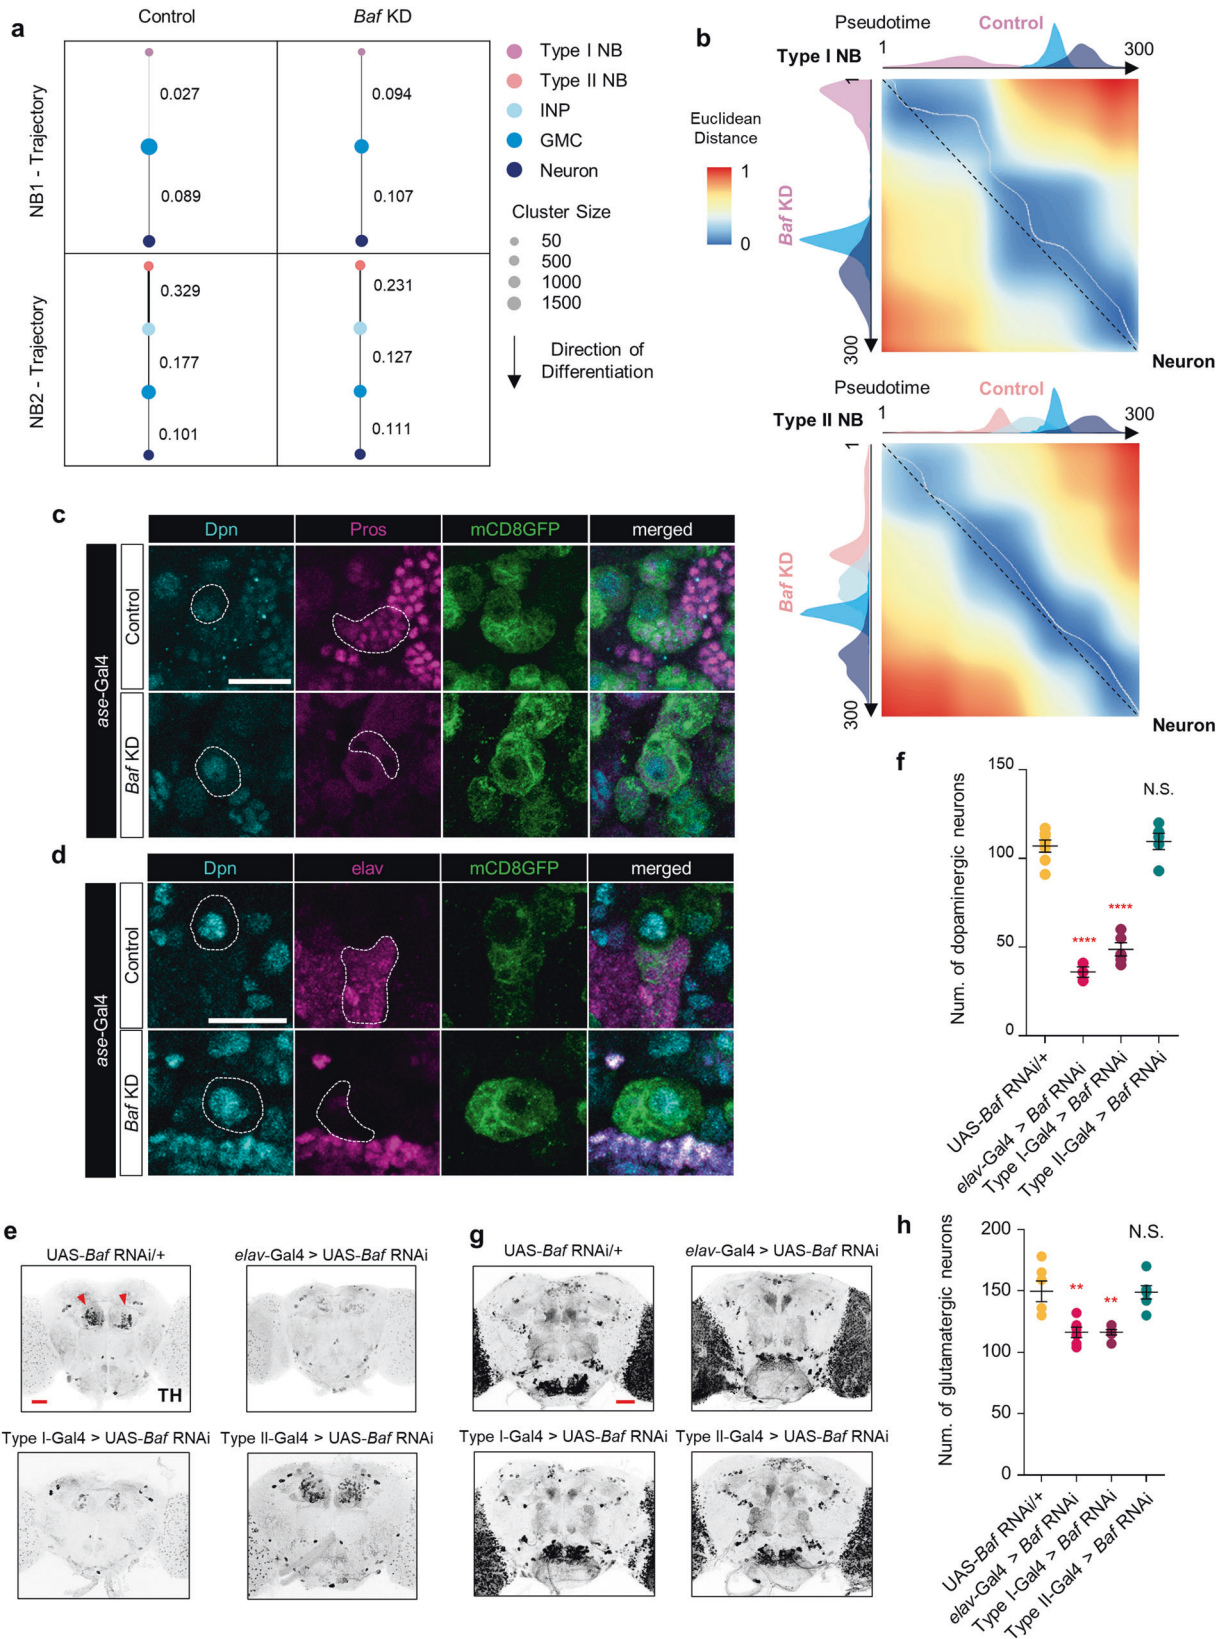 a
Control
Baf KD
NB1 - Trajectory
0.027
0.094
0.089
0.107
NB2 - Trajectory
0.329
0.231
0.177
0.127
0.101
0.111
Type I NB
Type II NB
INP
GMC
Neuron
Cluster Size
50
500
1000
1500
Direction of
Differentiation
b
Pseudotime
Control
1
300
Type I NB
Euclidean
Distance
1
0
1
Baf KD
300
Neuron
Pseudotime
Control
1
300
Type II NB
1
Baf KD
300
Neuron
c
Dpn
Pros
mCD8GFP
merged
ase-Gal4
Control
Baf KD
d
Dpn
elav
mCD8GFP
merged
ase-Gal4
Control
Baf KD
f
Num. of dopaminergic neurons
150
100
50
0
N.S.
****
****
UAS-Baf RNAi/+
elav-Gal4 > Baf RNAi
Type I-Gal4 > Baf RNAi
Type II-Gal4 > Baf RNAi
e
UAS-Baf RNAi/+
elav-Gal4 > UAS-Baf RNAi
TH
Type I-Gal4 > UAS-Baf RNAi
Type II-Gal4 > UAS-Baf RNAi
g
UAS-Baf RNAi/+
elav-Gal4 > UAS-Baf RNAi
Type I-Gal4 > UAS-Baf RNAi
Type II-Gal4 > UAS-Baf RNAi
h
Num. of glutamatergic neurons
200
150
100
50
0
N.S.
**
**
UAS-Baf RNAi/+
elav-Gal4 > Baf RNAi
Type I-Gal4 > Baf RNAi
Type II-Gal4 > Baf RNAi